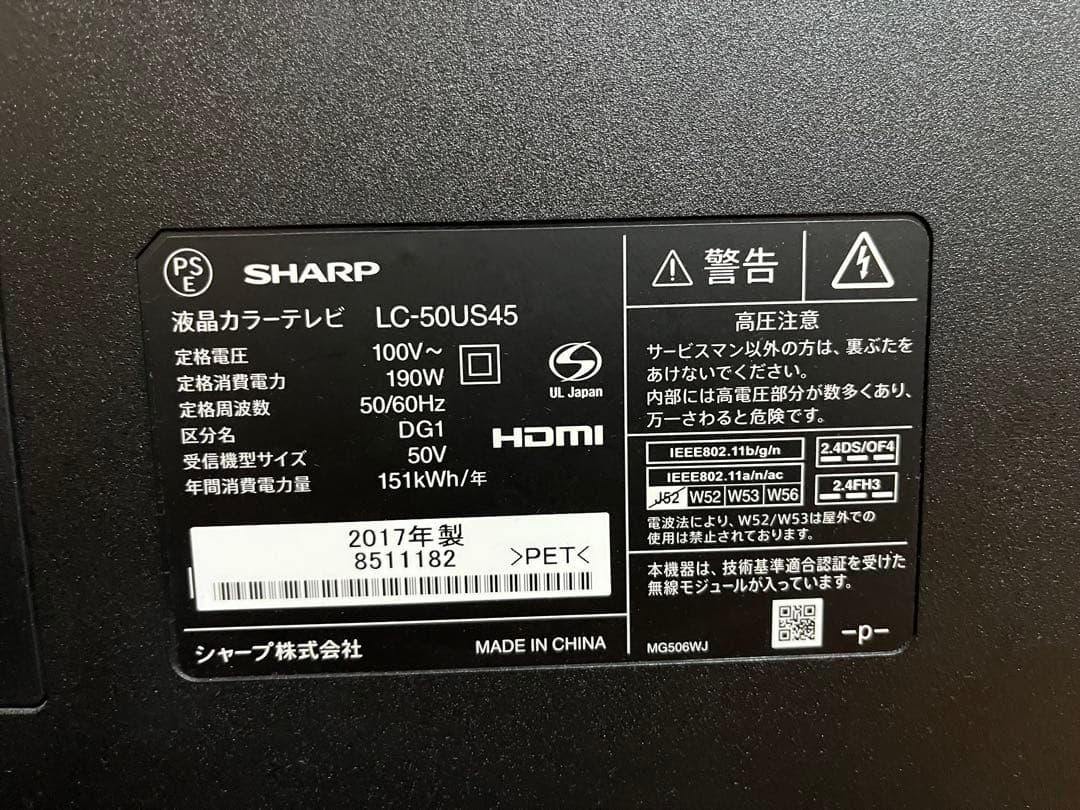 PS
E
SHARP
液晶カラーテレビ LC-50US45
定格電圧 100V～
定格消費電力 190W
定格周波数 50/60Hz
区分名 DG1
受信機型サイズ 50V
年間消費電力量 151kWh/年
S
UL Japan
HDMI
2017年製
8511182 >PET<
シャープ株式会社 MADE IN CHINA
警告
高圧注意
サービスマン以外の方は、裏ぶたを
あけないでください。
内部には高電圧部分が数多くあり、
万一さわると危険です。
IEEE802.11b/g/n
IEEE802.11a/n/ac
J52 W52 W53 W56
2.4DS/OF4
2.4FH3
電波法により、W52/W53は屋外での
使用は禁止されております。
本機器は、技術基準適合認証を受けた
無線モジュールが入っています。
MG506WJ
-p-